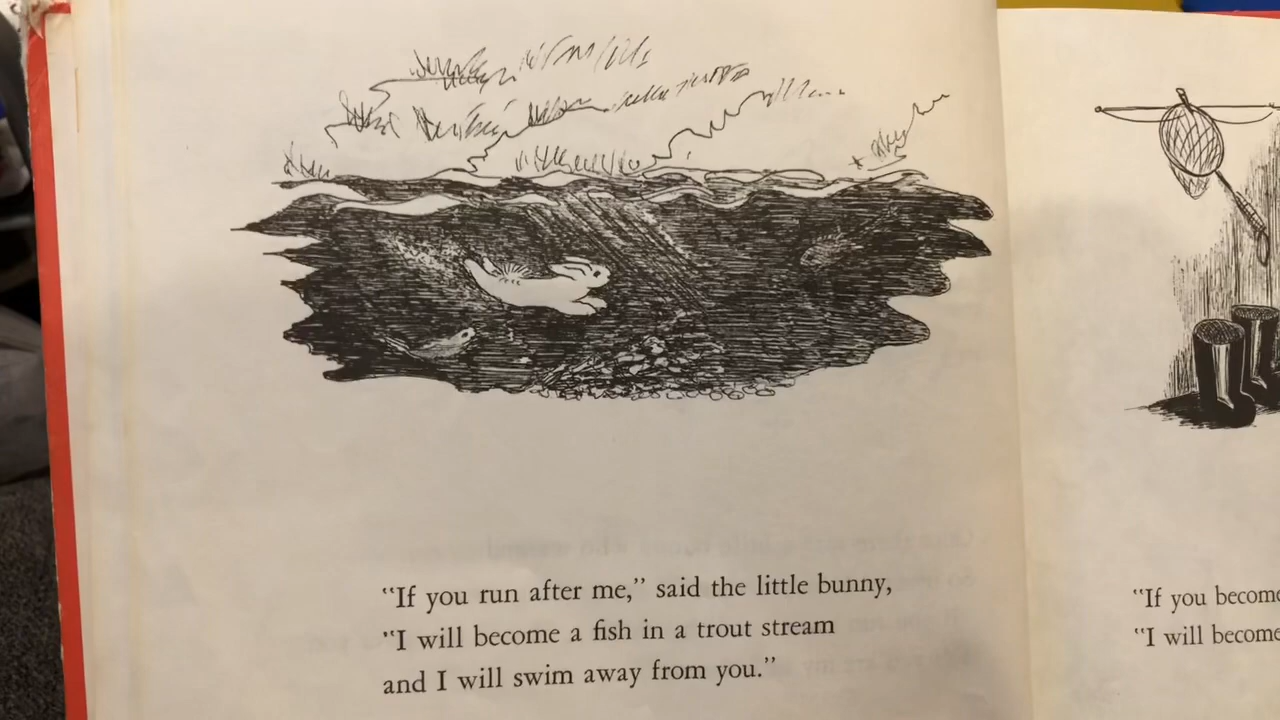 “If you run after me,” said the little bunny,
“I will become a fish in a trout stream
and I will swim away from you.”
“If you become
“I will become